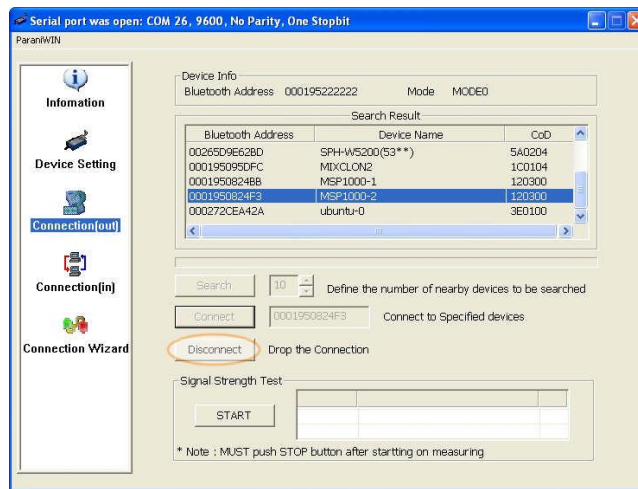 Serial port was open: COM 26, 9600, No Parity, One Stopbit
ParaniWIN
Infomation
Device Setting
Connection(out)
Connection(in)
Connection Wizard
Device Info
Bluetooth Address 000195222222 Mode MODE0
Search Result
Bluetooth Address Device Name CoD
00265D9E62BD SPH-W5200(53**) 5A0204
000195095DFC MIXCLON2 1C0104
0001950824BB MSP1000-1 120300
0001950824F3 MSP1000-2 120300
000272CEA42A ubuntu-0 3E0100
Search 10 Define the number of nearby devices to be searched
Connect 0001950824F3 Connect to Specified devices
Disconnect Drop the Connection
Signal Strength Test
START
* Note : MUST push STOP button after startting on measuring